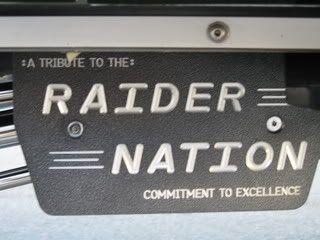 :A TRIBUTE TO THE:
RAIDER
NATION
COMMITMENT TO EXCELLENCE